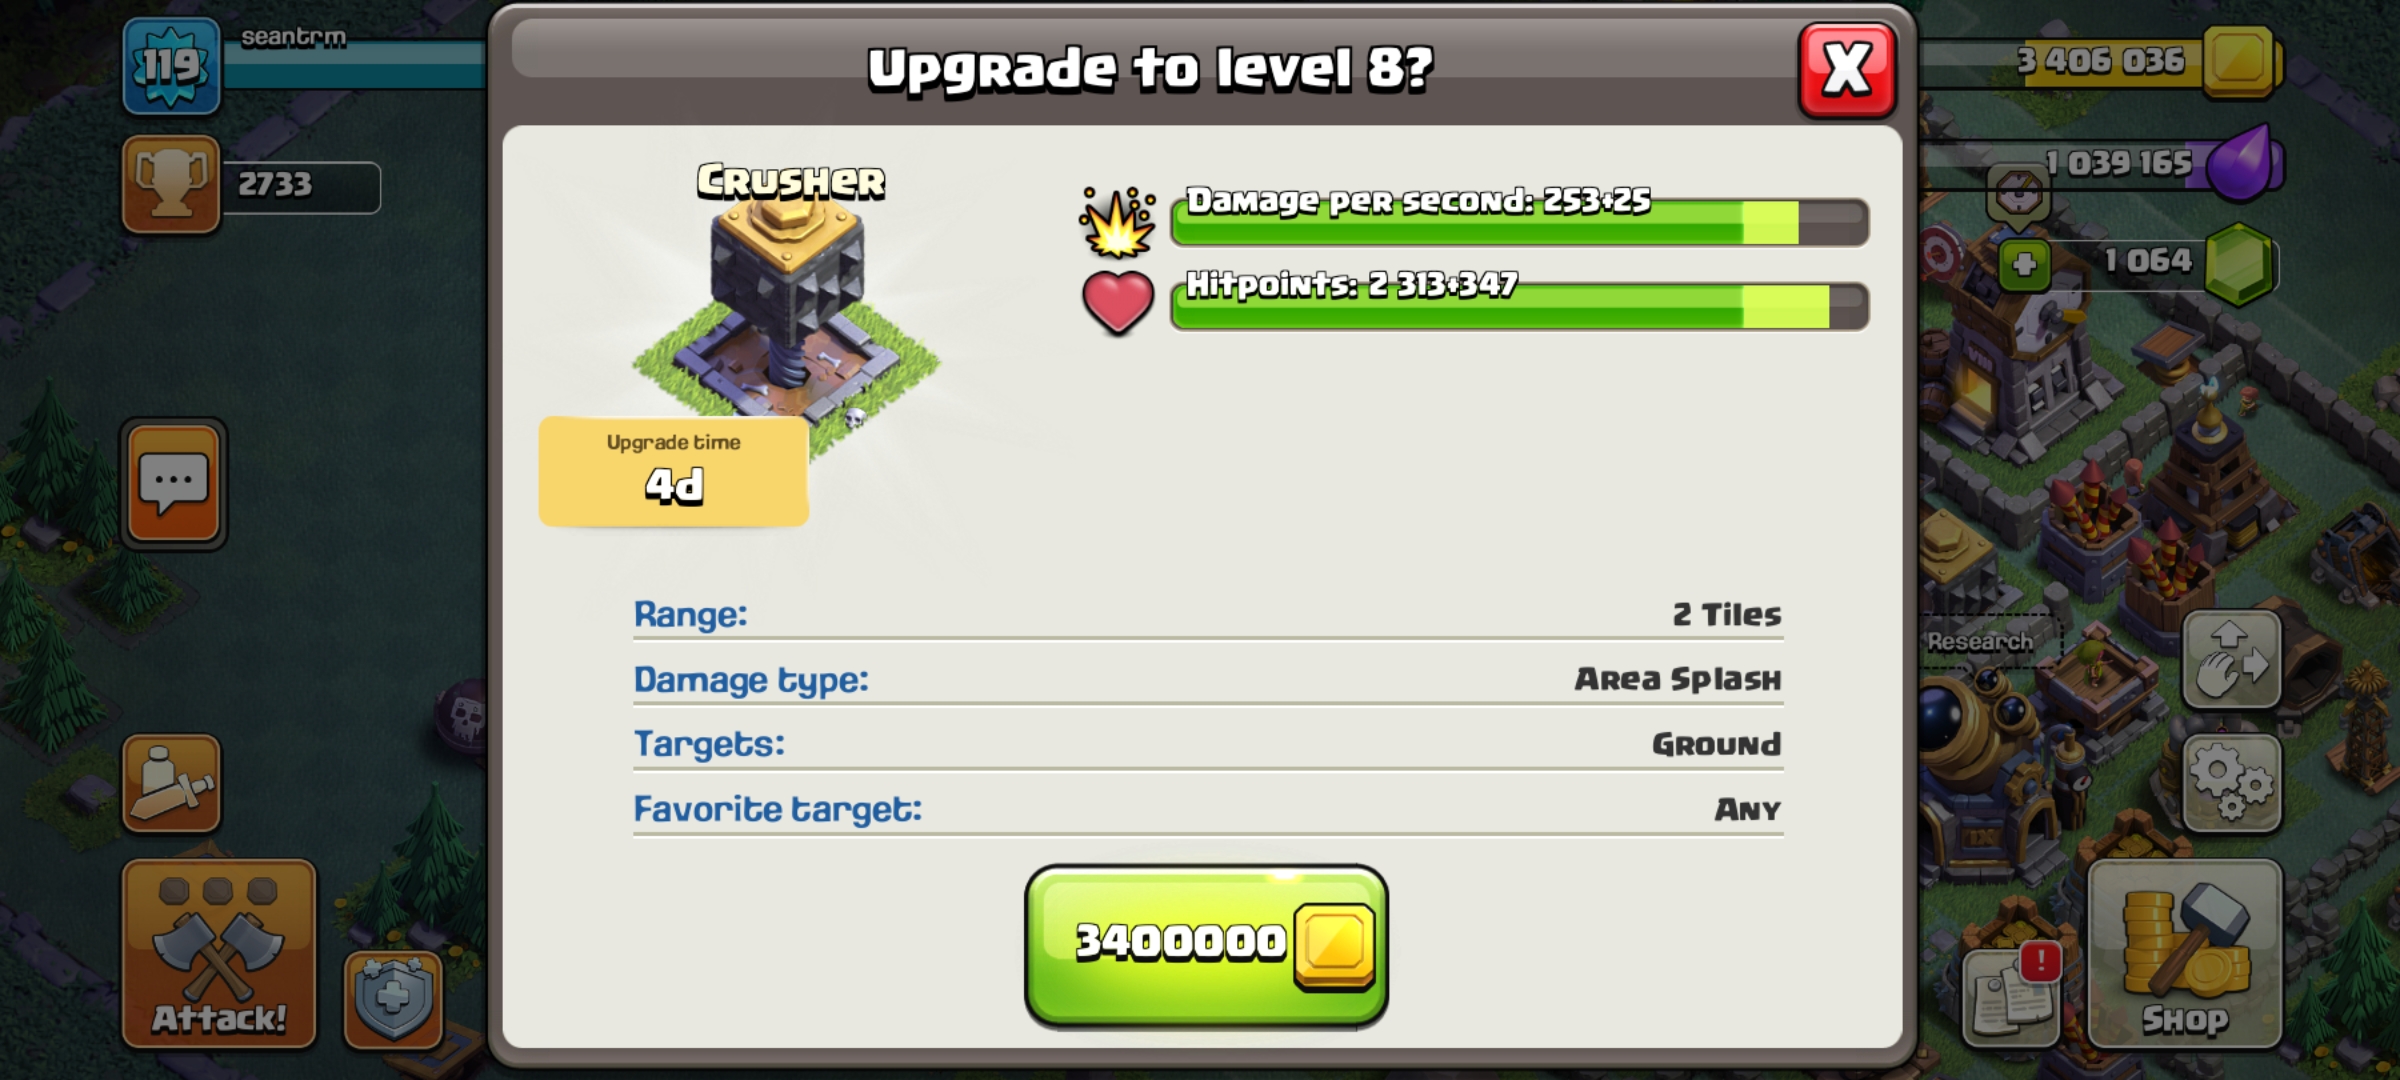 119
seantrm
2733
Upgrade to level 8?
X
3 406 036
1 039 165
1 064
Crusher
Damage per second: 253+25
Hitpoints: 2 313+347
Upgrade time
4d
Range: 2 Tiles
Damage type: Area Splash
Targets: Ground
Favorite target: Any
3400000
Research
VIII
IX
Attack!
!
Shop